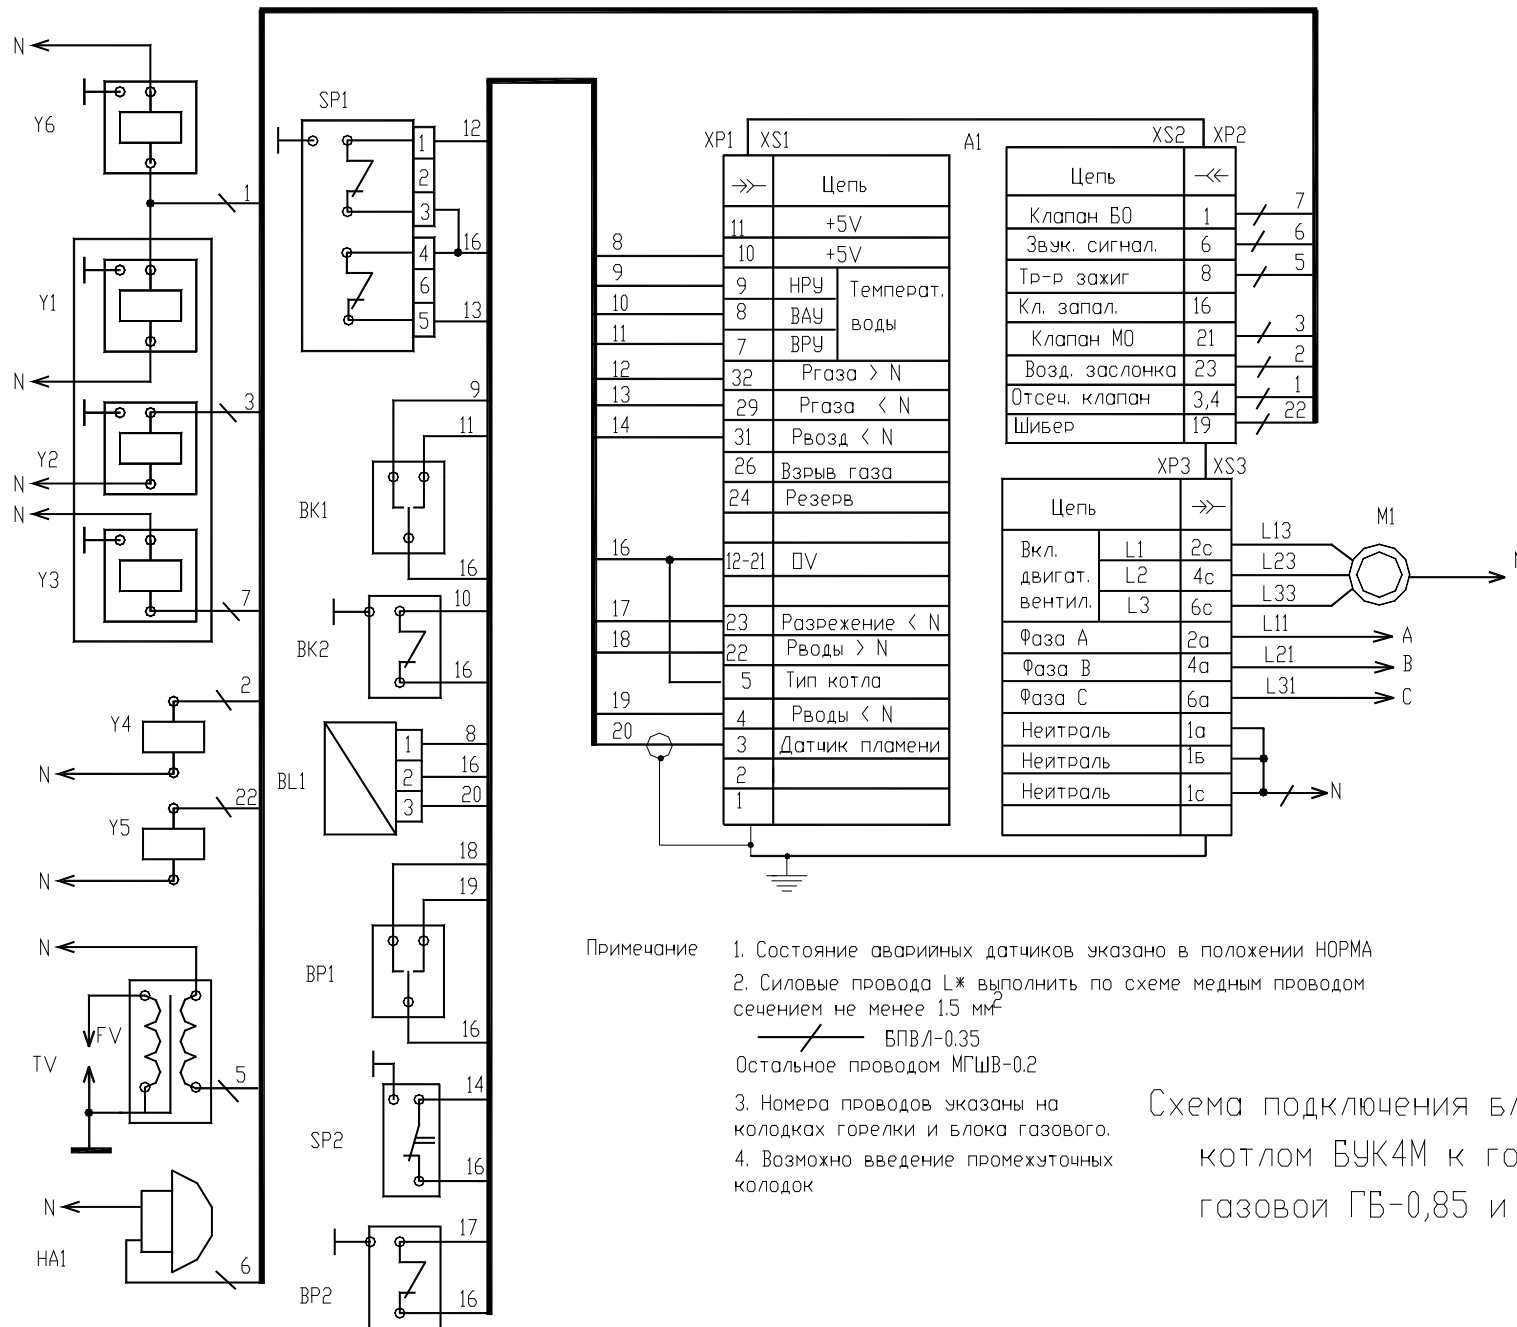 N
Y6
1
Y1
N
3
Y2
N
N
Y3
7
2
Y4
N
22
Y5
N
N
FV
TV
5
N
HA1
6
SP1
1
2
3
4
6
5
12
16
13
9
11
BK1
16
10
BK2
16
BL1
1
2
3
8
16
20
18
19
BP1
16
14
SP2
16
17
BP2
16
8
9
10
11
12
13
14
16
17
18
19
20
XP1 XS1
Цепь
11 +5V
10 +5V
9 НРУ
8 ВАУ
7 ВРУ
Температ.
воды
32 Ргаза > N
29 Ргаза < N
31 Рвозд < N
26 Взрыв газа
24 Резерв
12-21 0V
23 Разрежение < N
22 Рводы > N
5 Тип котла
4 Рводы < N
3 Датчик пламени
2
1
A1
XS2 XP2
Цепь
Клапан БО 1 7
Звук. сигнал. 6 6
Тр-р зажиг 8 5
Кл. запал. 16
Клапан МО 21 3
Возд. заслонка 23 2
Отсеч. клапан 3,4 1
Шибер 19 22
XP3 XS3
Цепь
Вкл.
двигат.
вентил.
L1 2с L13
L2 4с L23
L3 6с L33
M1
Фаза А 2а L11 A
Фаза В 4а L21 B
Фаза С 6а L31 C
Нейтраль 1а
Нейтраль 1б
Нейтраль 1с N
Примечание 1. Состояние аварийных датчиков указано в положении НОРМА
2. Силовые провода L* выполнить по схеме медным проводом
сечением не менее 1.5 мм²
БПВЛ-0.35
Остальное проводом МГШВ-0.2
3. Номера проводов указаны на
колодках горелки и блока газового.
4. Возможно введение промежуточных
колодок
Схема подключения
котлом БУК4М к
газовой ГБ-0,85 и